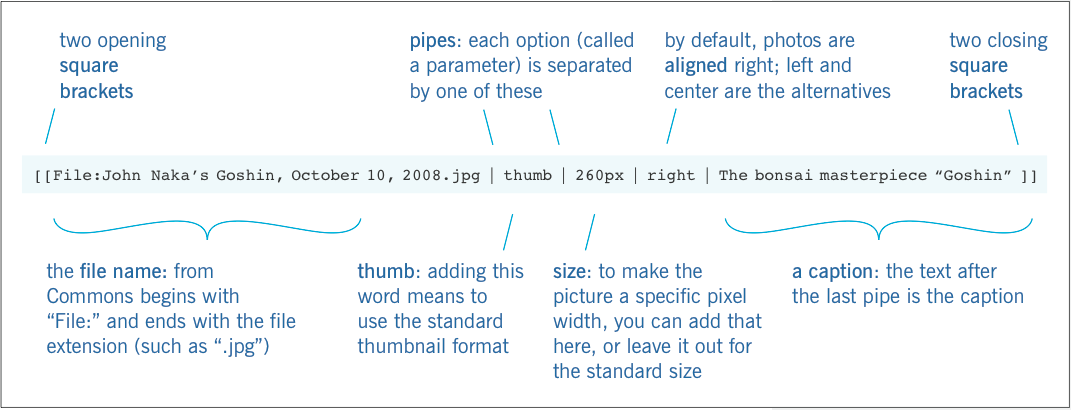 two opening
square
brackets
pipes: each option (called
a parameter) is separated
by one of these
by default, photos are
aligned right; left and
center are the alternatives
two closing
square
brackets
[[File:John Naka’s Goshin, October 10, 2008.jpg | thumb | 260px | right | The bonsai masterpiece “Goshin” ]]
the file name: from
Commons begins with
“File:” and ends with the file
extension (such as “.jpg”)
thumb: adding this
word means to
use the standard
thumbnail format
size: to make the
picture a specific pixel
width, you can add that
here, or leave it out for
the standard size
a caption: the text after
the last pipe is the caption